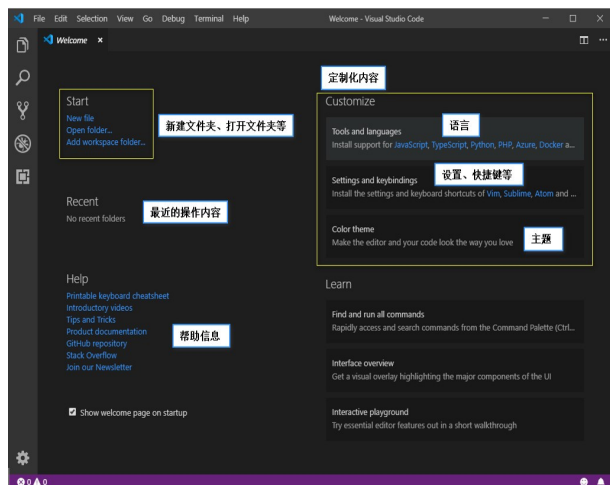 File Edit Selection View Go Debug Terminal Help
Welcome - Visual Studio Code
Welcome
Start
New file
Open folder...
Add workspace folder...
新建文件夹、打开文件夹等
Recent
No recent folders
最近的操作内容
Help
Printable keyboard cheatsheet
Introductory videos
Tips and Tricks
Product documentation
GitHub repository
Stack Overflow
Join our Newsletter
帮助信息
Show welcome page on startup
定制化内容
Customize
Tools and languages
语言
Install support for JavaScript, TypeScript, Python, PHP, Azure, Docker a...
Settings and keybindings
设置、快捷键等
Install the settings and keyboard shortcuts of Vim, Sublime, Atom and ...
Color theme
Make the editor and your code look the way you love
主题
Learn
Find and run all commands
Rapidly access and search commands from the Command Palette (Ctrl...
Interface overview
Get a visual overlay highlighting the major components of the UI
Interactive playground
Try essential editor features out in a short walkthrough
0 0